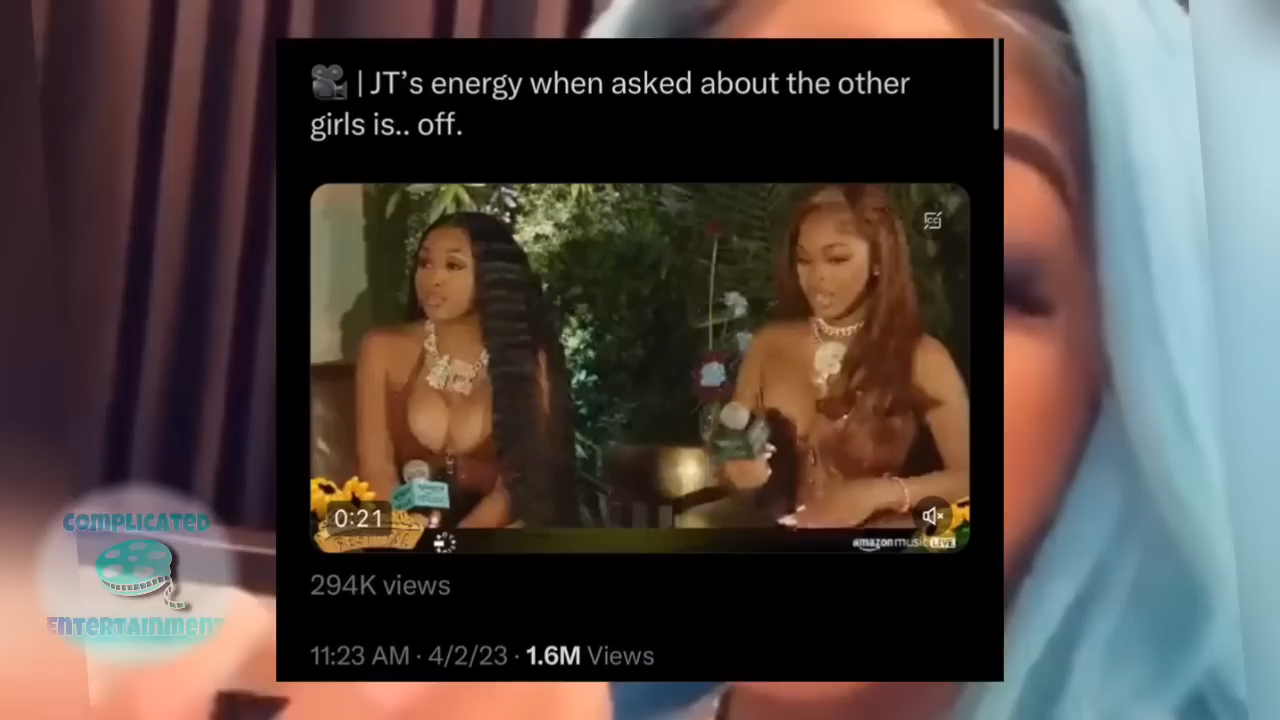 🎥 | JT’s energy when asked about the other
girls is.. off.
CC
0:21
amazon music LIVE
294K views
11:23 AM · 4/2/23 · 1.6M Views
COMPLICATED
ENTERTAINMENT